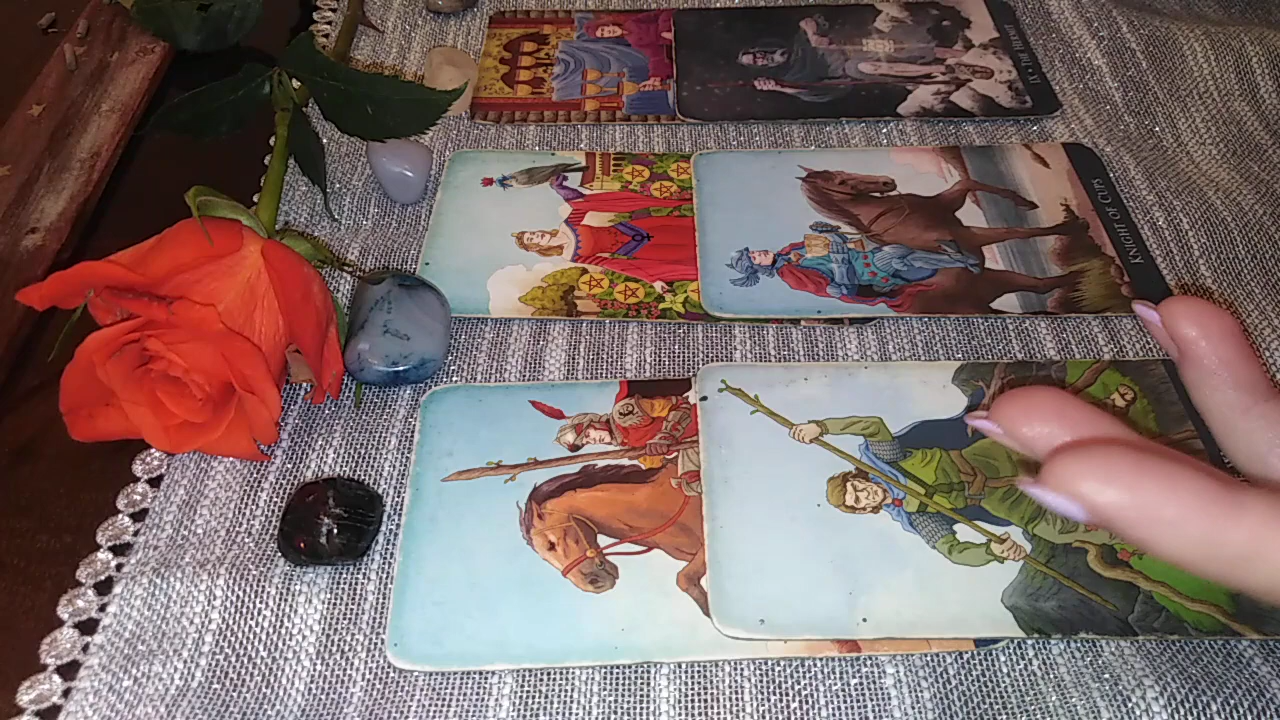 IX • THE HERMIT
KNIGHT OF CUPS